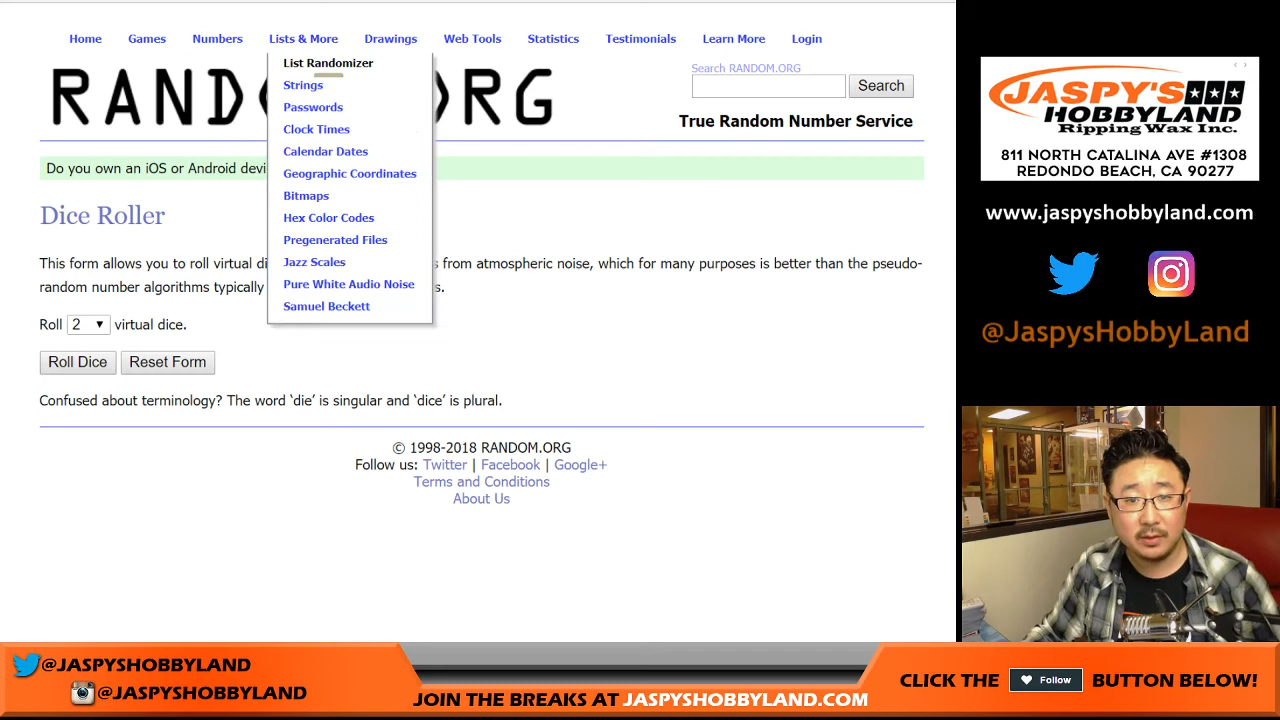 Home Games Numbers Lists & More Drawings Web Tools Statistics Testimonials Learn More Login
List Randomizer
Strings
Passwords
Clock Times
Calendar Dates
Geographic Coordinates
Bitmaps
Hex Color Codes
Pregenerated Files
Jazz Scales
Pure White Audio Noise
Samuel Beckett
RAND RG
Search RANDOM.ORG
Search
True Random Number Service
Do you own an iOS or Android devi
Dice Roller
This form allows you to roll virtual di s from atmospheric noise, which for many purposes is better than the pseudo-
random number algorithms typically s.
Roll 2 virtual dice.
Roll Dice Reset Form
Confused about terminology? The word ‘die’ is singular and ‘dice’ is plural.
© 1998-2018 RANDOM.ORG
Follow us: Twitter | Facebook | Google+
Terms and Conditions
About Us
JASPY'S
HOBBYLAND
Ripping Wax Inc.
811 NORTH CATALINA AVE #1308
REDONDO BEACH, CA 90277
www.jaspyshobbyland.com
@JaspysHobbyLand
@JASPYSHOBBYLAND
@JASPYSHOBBYLAND
JOIN THE BREAKS AT JASPYSHOBBYLAND.COM
CLICK THE Follow BUTTON BELOW!